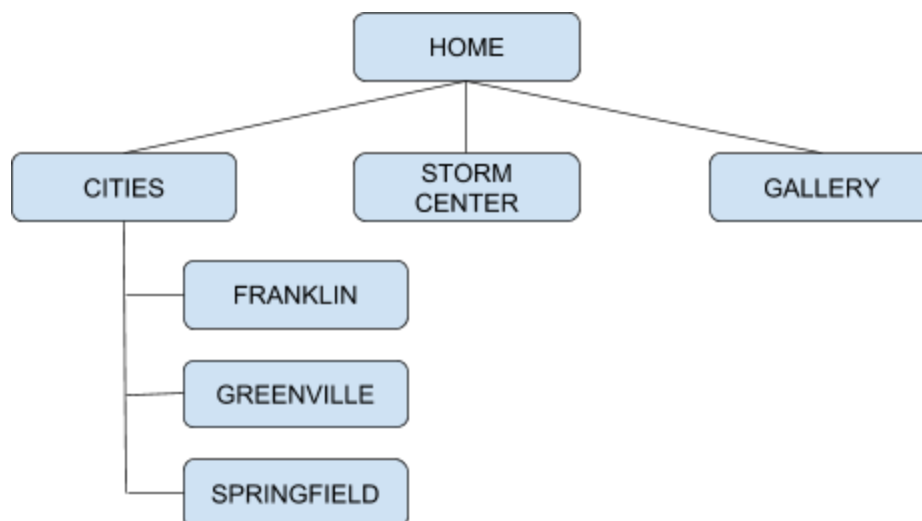 HOME
CITIES
STORM
CENTER
GALLERY
FRANKLIN
GREENVILLE
SPRINGFIELD